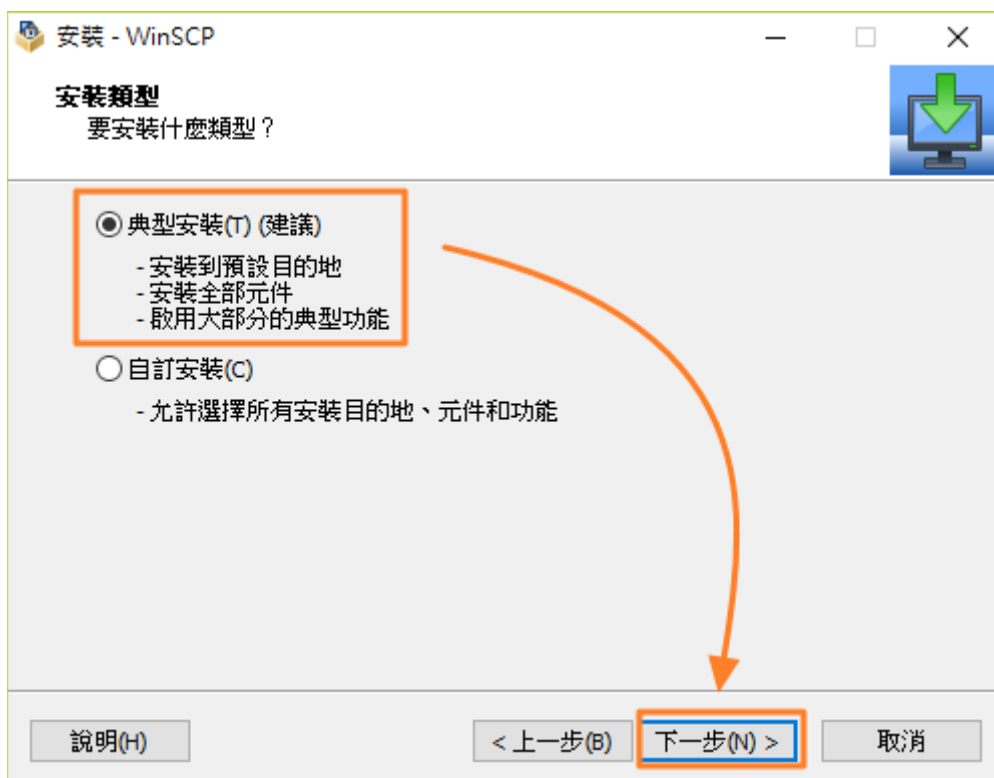 安裝 - WinSCP
安裝類型
要安裝什麼類型？
典型安裝(T) (建議)
- 安裝到預設目的地
- 安裝全部元件
- 啟用大部分的典型功能
自訂安裝(C)
- 允許選擇所有安裝目的地、元件和功能
說明(H)
< 上一步(B)
下一步(N) >
取消